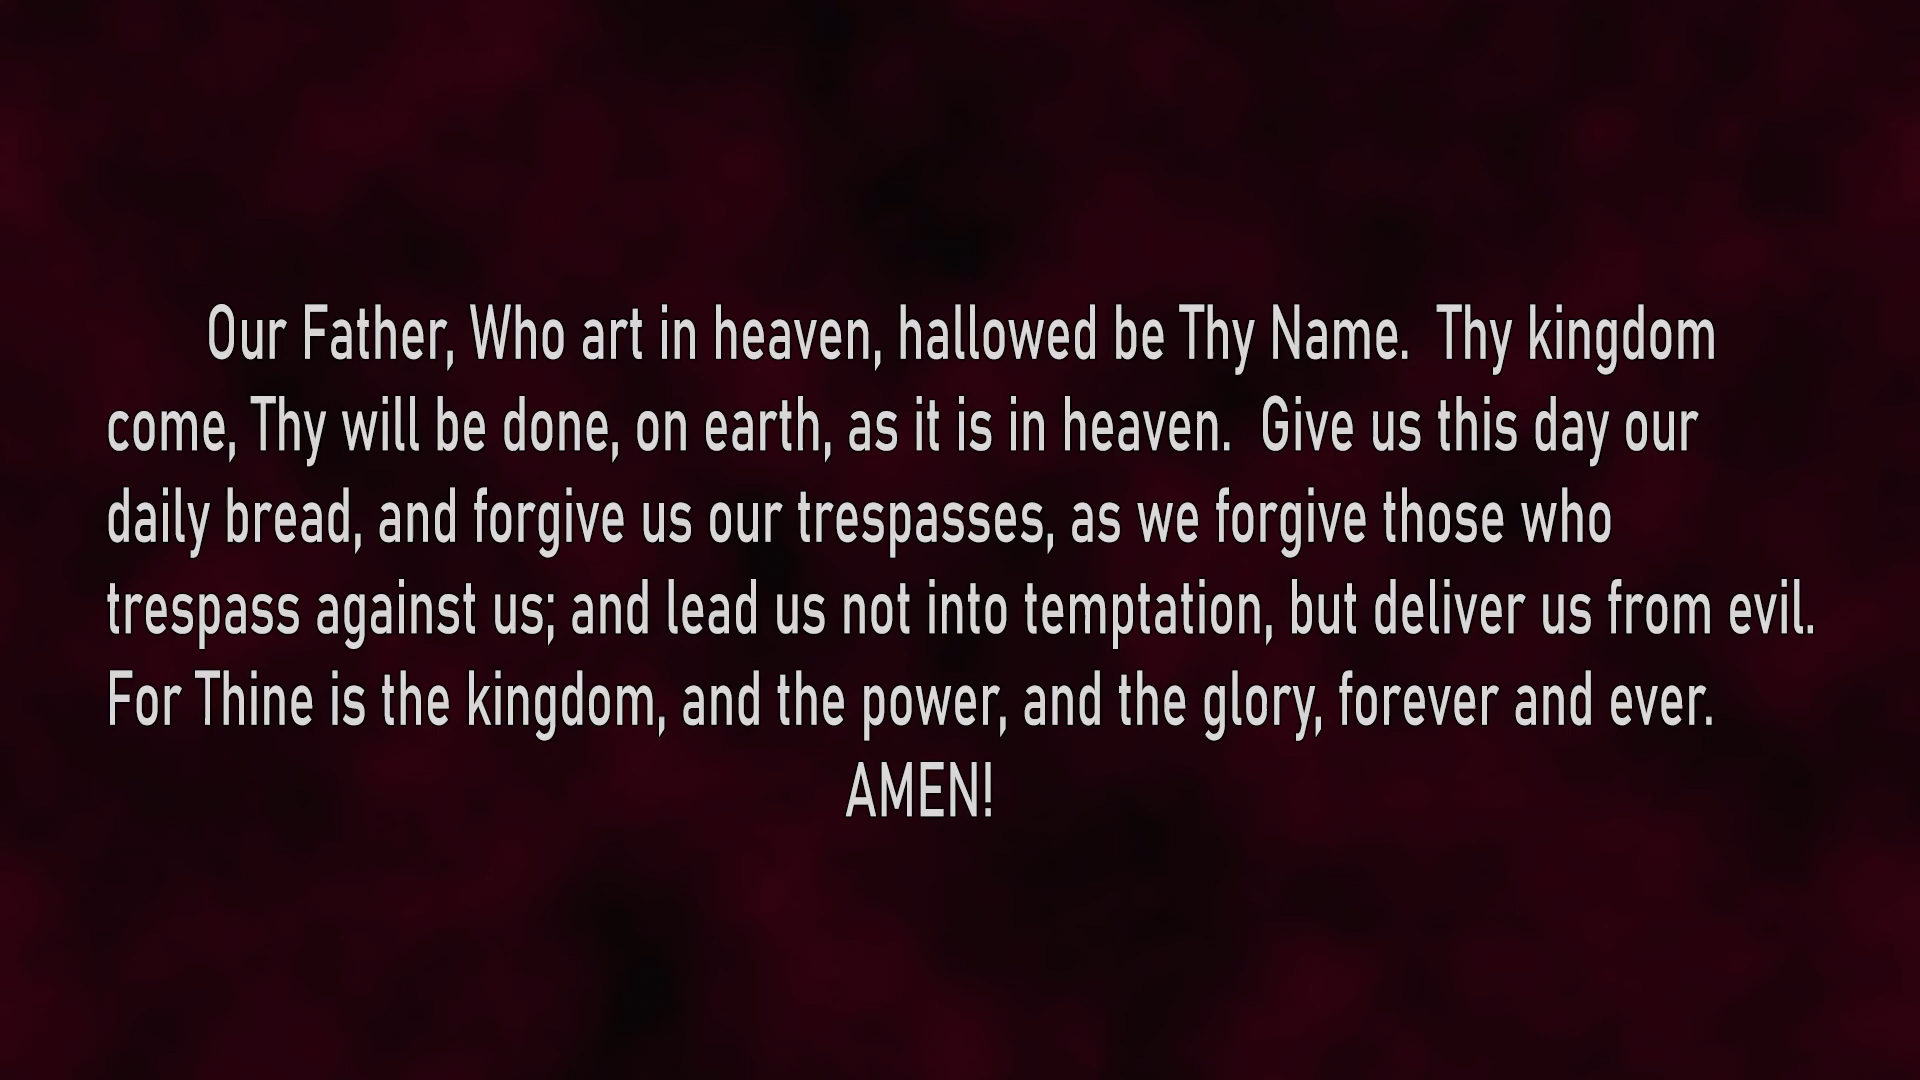 Our Father, Who art in heaven, hallowed be Thy Name.  Thy kingdom
come, Thy will be done, on earth, as it is in heaven.  Give us this day our
daily bread, and forgive us our trespasses, as we forgive those who
trespass against us; and lead us not into temptation, but deliver us from evil.
For Thine is the kingdom, and the power, and the glory, forever and ever.
AMEN!